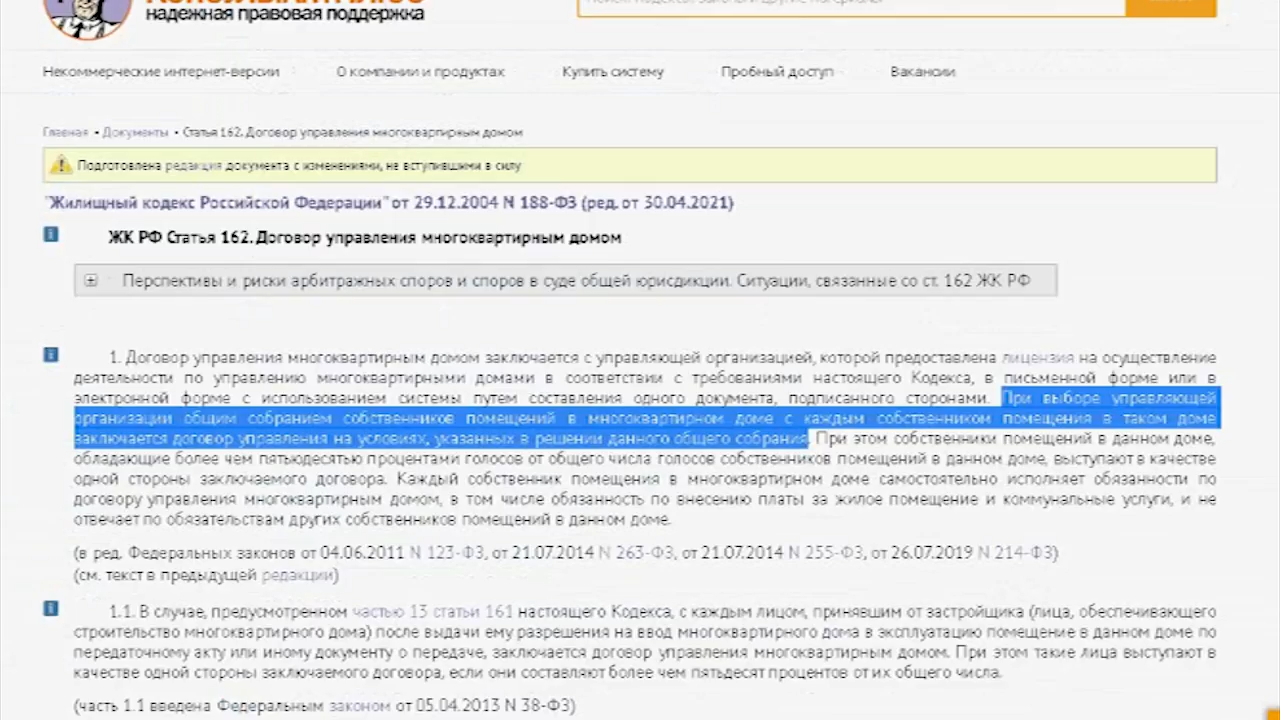 надежная правовая поддержка
Некоммерческие интернет-версии О компании и продуктах Купить систему Пробный доступ Вакансии
Главная • Документы • Статья 162. Договор управления многоквартирным домом
Подготовлена редакция документа с изменениями, не вступившими в силу
"Жилищный кодекс Российской Федерации" от 29.12.2004 N 188-ФЗ (ред. от 30.04.2021)
ЖК РФ Статья 162. Договор управления многоквартирным домом
Перспективы и риски арбитражных споров и споров в суде общей юрисдикции. Ситуации, связанные со ст. 162 ЖК РФ
1. Договор управления многоквартирным домом заключается с управляющей организацией, которой предоставлена лицензия на осуществление
деятельности по управлению многоквартирными домами в соответствии с требованиями настоящего Кодекса, в письменной форме или в
электронной форме с использованием системы путем составления одного документа, подписанного сторонами. При выборе управляющей
организации общим собранием собственников помещений в многоквартирном доме с каждым собственником помещения в таком доме
заключается договор управления на условиях, указанных в решении данного общего собрания. При этом собственники помещений в данном доме,
обладающие более чем пятьюдесятью процентами голосов от общего числа голосов собственников помещений в данном доме, выступают в качестве
одной стороны заключаемого договора. Каждый собственник помещения в многоквартирном доме самостоятельно исполняет обязанности по
договору управления многоквартирным домом, в том числе обязанность по внесению платы за жилое помещение и коммунальные услуги, и не
отвечает по обязательствам других собственников помещений в данном доме.
(в ред. Федеральных законов от 04.06.2011 N 123-ФЗ, от 21.07.2014 N 263-ФЗ, от 21.07.2014 N 255-ФЗ, от 26.07.2019 N 214-ФЗ)
(см. текст в предыдущей редакции)
1.1. В случае, предусмотренном частью 13 статьи 161 настоящего Кодекса, с каждым лицом, принявшим от застройщика (лица, обеспечивающего
строительство многоквартирного дома) после выдачи ему разрешения на ввод многоквартирного дома в эксплуатацию помещение в данном доме по
передаточному акту или иному документу о передаче, заключается договор управления многоквартирным домом. При этом такие лица выступают в
качестве одной стороны заключаемого договора, если они составляют более чем пятьдесят процентов от их общего числа.
(часть 1.1 введена Федеральным законом от 05.04.2013 N 38-ФЗ)